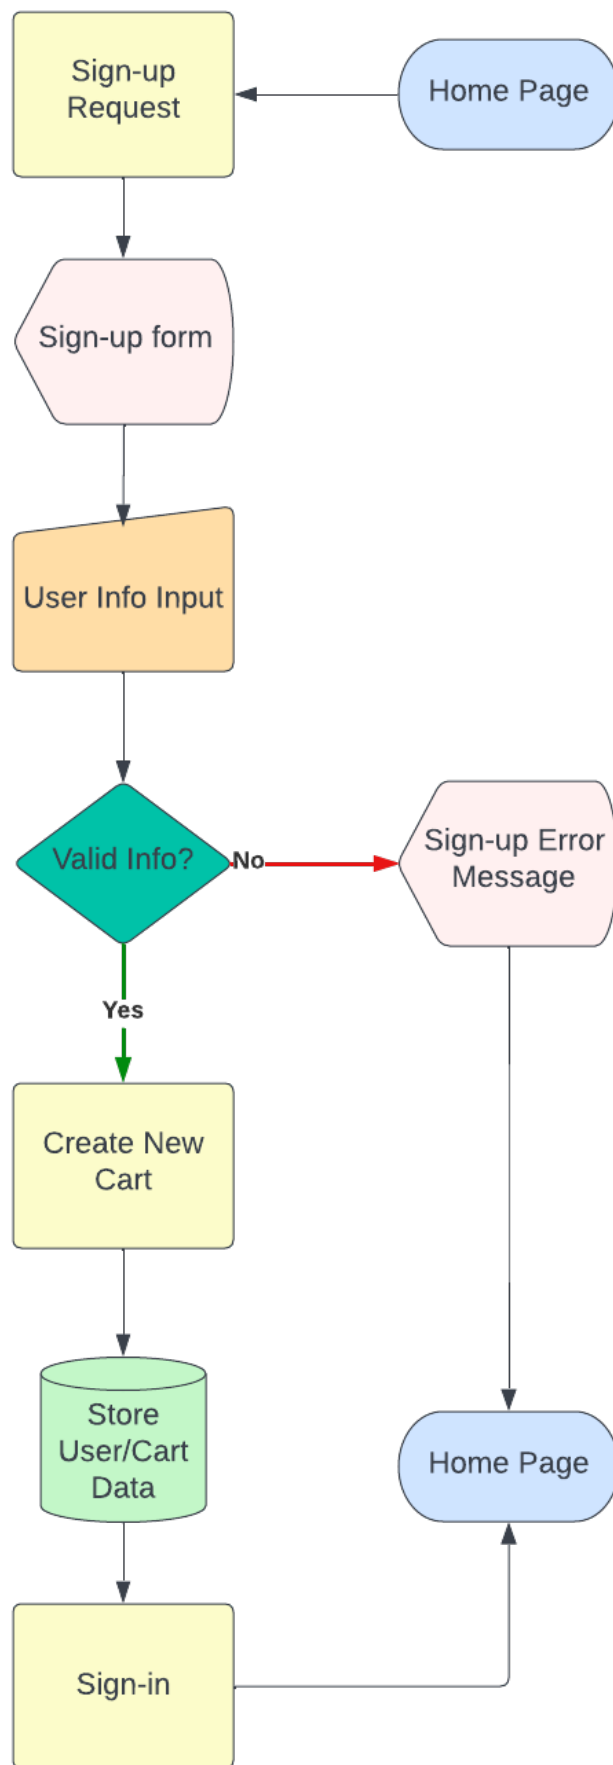 Sign-up
Request
Home Page
Sign-up form
User Info Input
Valid Info?
No
Sign-up Error
Message
Yes
Create New
Cart
Store
User/Cart
Data
Home Page
Sign-in